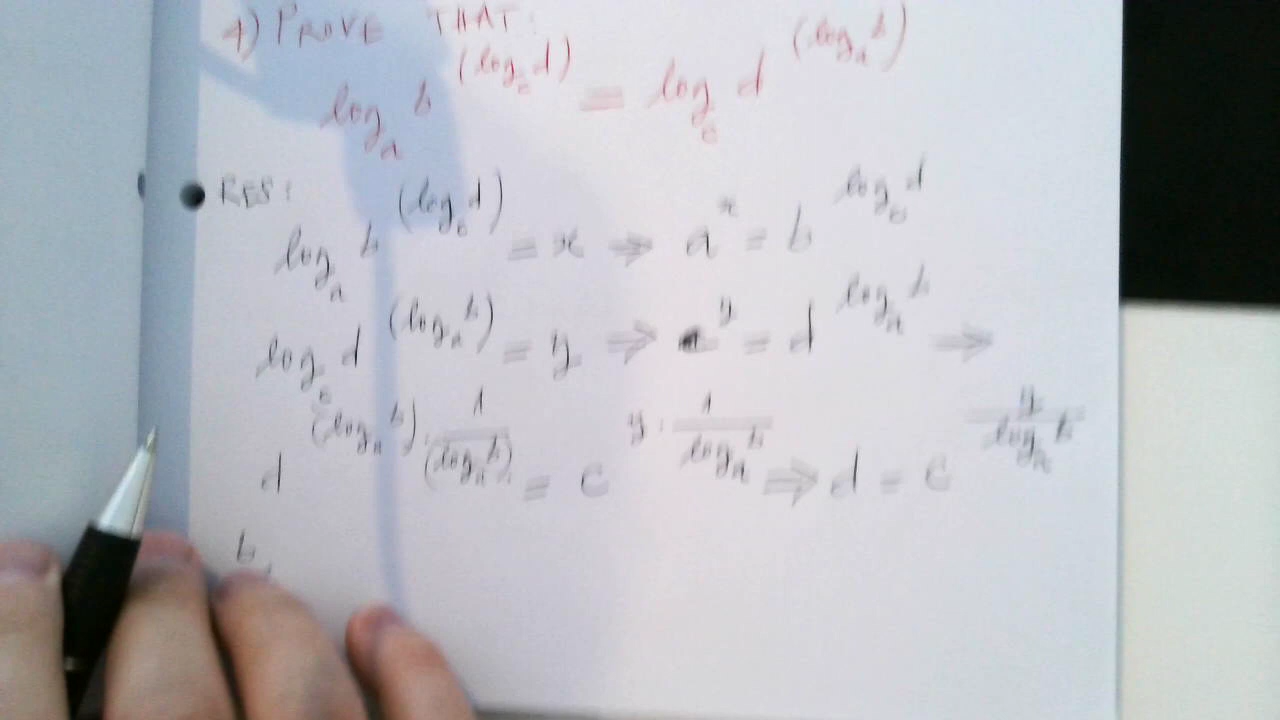 4) PROVE THAT:
log_a b^(log_c d) = log_c d^(log_a b)
RES:
log_a b^(log_c d) = x ⇒ a^x = b^log_c d
log_c d^(log_a b) = y ⇒ c^y = d^log_a b ⇒
d^(log_a b) · 1/(log_a b) = c^y · 1/log_a b ⇒ d = c^y/log_a b
b